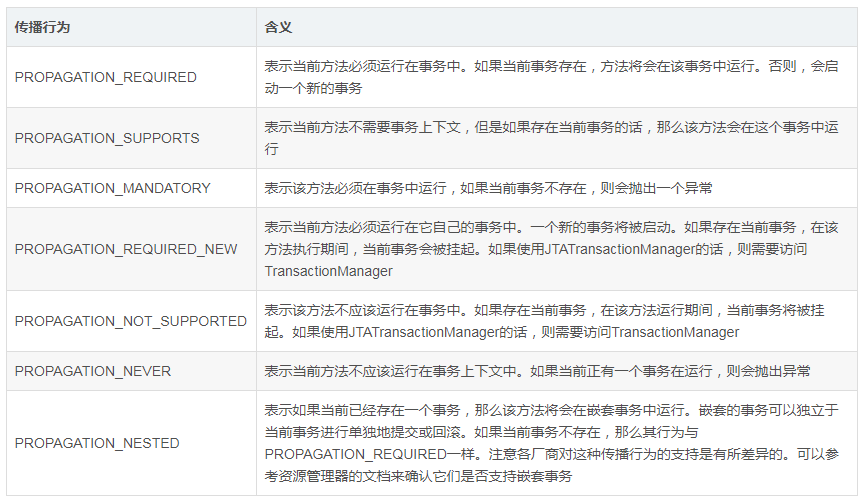 传播行为
含义
PROPAGATION_REQUIRED
表示当前方法必须运行在事务中。如果当前事务存在，方法将会在该事务中运行。否则，会启
动一个新的事务
PROPAGATION_SUPPORTS
表示当前方法不需要事务上下文，但是如果存在当前事务的话，那么该方法会在这个事务中运
行
PROPAGATION_MANDATORY
表示该方法必须在事务中运行，如果当前事务不存在，则会抛出一个异常
PROPAGATION_REQUIRED_NEW
表示当前方法必须运行在它自己的事务中。一个新的事务将被启动。如果存在当前事务，在该
方法执行期间，当前事务会被挂起。如果使用JTATransactionManager的话，则需要访问
TransactionManager
PROPAGATION_NOT_SUPPORTED
表示该方法不应该运行在事务中。如果存在当前事务，在该方法运行期间，当前事务将被挂
起。如果使用JTATransactionManager的话，则需要访问TransactionManager
PROPAGATION_NEVER
表示当前方法不应该运行在事务上下文中。如果当前正有一个事务在运行，则会抛出异常
PROPAGATION_NESTED
表示如果当前已经存在一个事务，那么该方法将会在嵌套事务中运行。嵌套的事务可以独立于
当前事务进行单独地提交或回滚。如果当前事务不存在，那么其行为与
PROPAGATION_REQUIRED一样。注意各厂商对这种传播行为的支持是有所差异的。可以参
考资源管理器的文档来确认它们是否支持嵌套事务